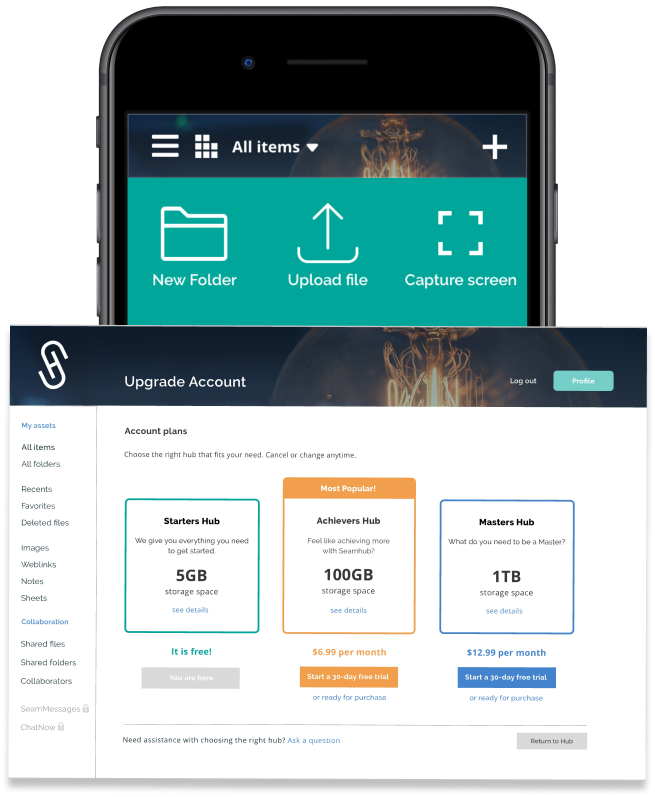 All items
New Folder
Upload file
Capture screen
Upgrade Account
Log out
Profile
My assets
All items
All folders
Recents
Favorites
Deleted files
Images
Weblinks
Notes
Sheets
Collaboration
Shared files
Shared folders
Collaborators
SeamMessages
ChatNow
Account plans
Choose the right hub that fits your need. Cancel or change anytime.
Starters Hub
We give you everything you need
to get started.
5GB
storage space
see details
It is free!
You are here
Most Popular!
Achievers Hub
Feel like achieving more
with Seamhub?
100GB
storage space
see details
$6.99 per month
Start a 30-day free trial
or ready for purchase
Masters Hub
What do you need to be a Master?
1TB
storage space
see details
$12.99 per month
Start a 30-day free trial
or ready for purchase
Need assistance with choosing the right hub? Ask a question
Return to Hub